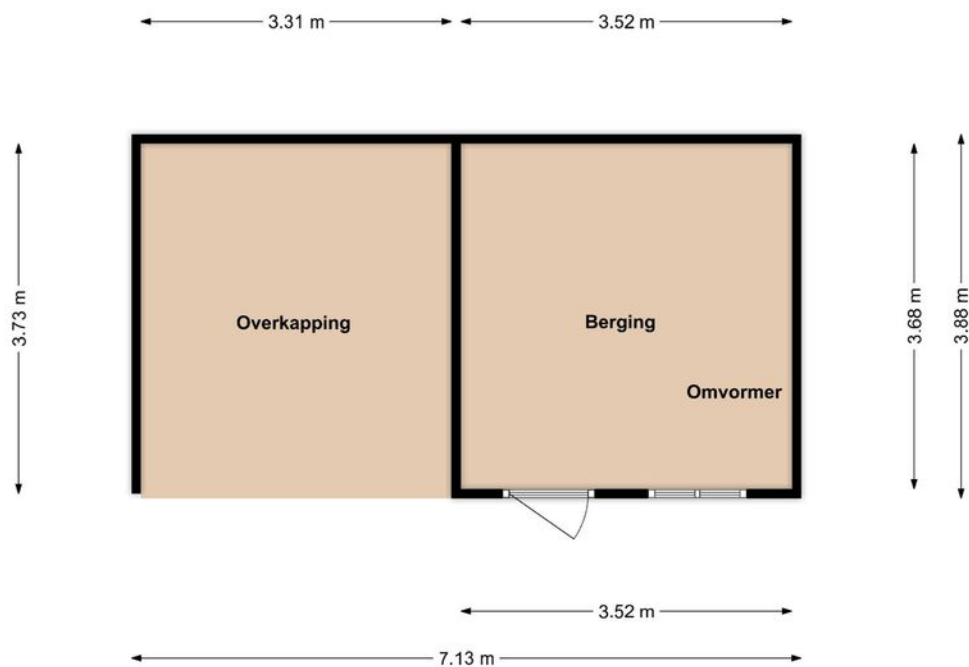 3.31 m
3.52 m
3.73 m
Overkapping
Berging
Omvormer
3.68 m
3.88 m
3.52 m
7.13 m